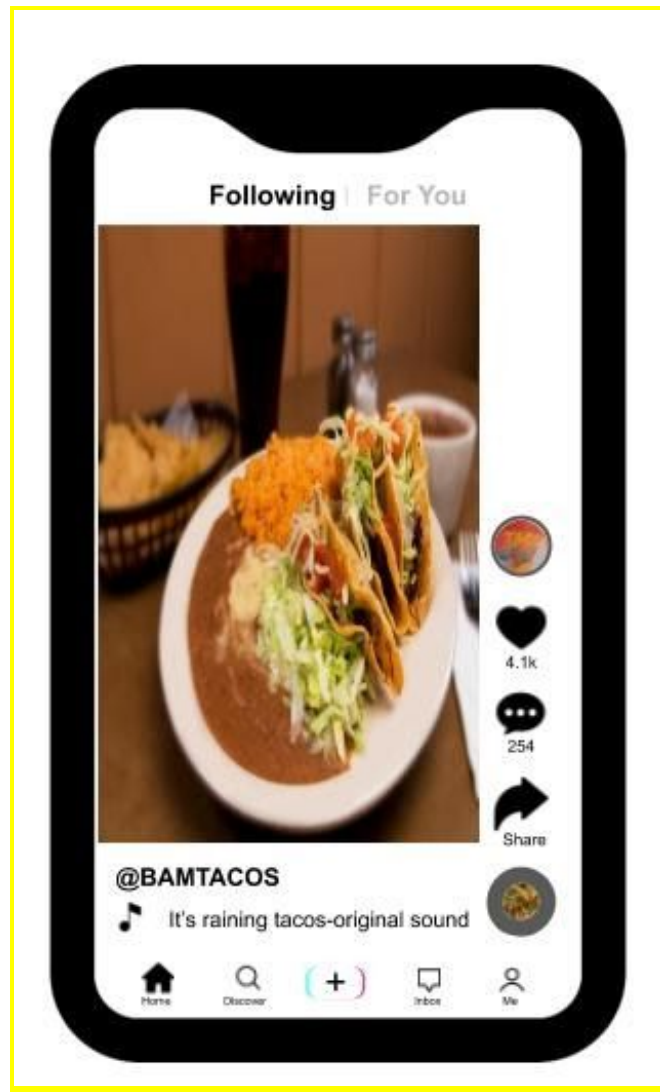 Following For You
4.1k
254
Share
@BAMTACOS
It's raining tacos-original sound
Home Discover Inbox Me